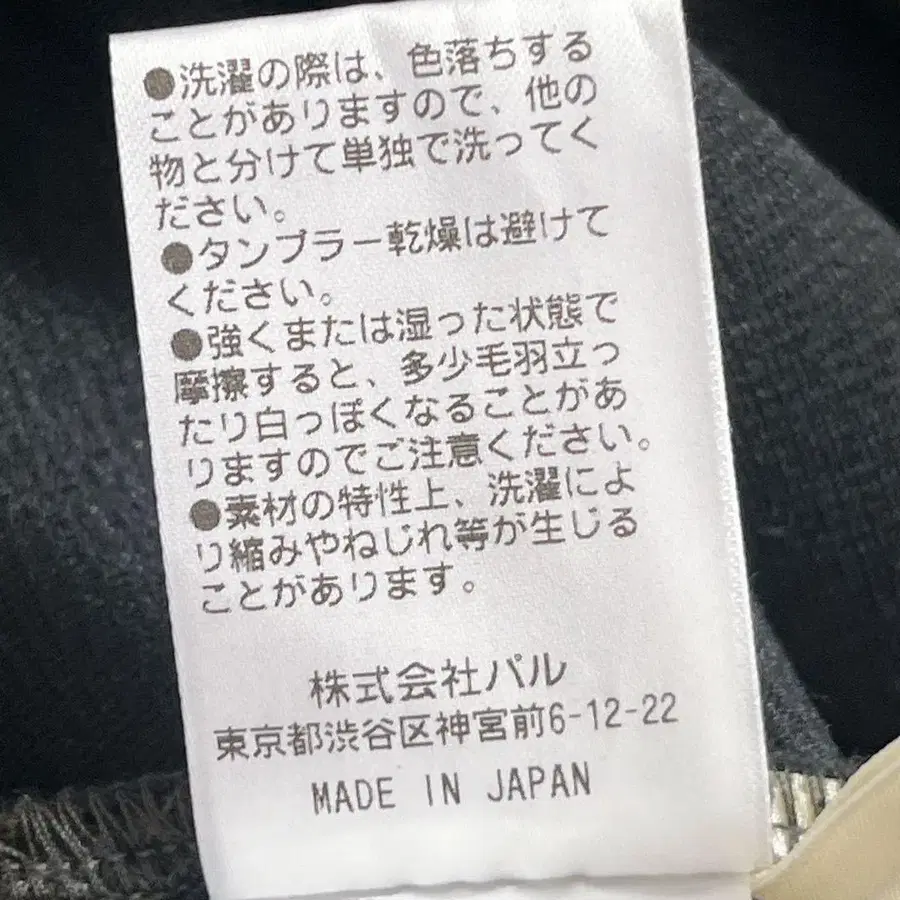 ●洗濯の際は、色落ちする
ことがありますので、他の
物と分けて単独で洗ってく
ださい。
●タンブラー乾燥は避けて
ください。
●強くまたは湿った状態で
摩擦すると、多少毛羽立っ
たり白っぽくなることがあ
りますのでご注意ください。
●素材の特性上、洗濯によ
り縮みやねじれ等が生じる
ことがあります。
株式会社パル
東京都渋谷区神宮前6-12-22
MADE IN JAPAN